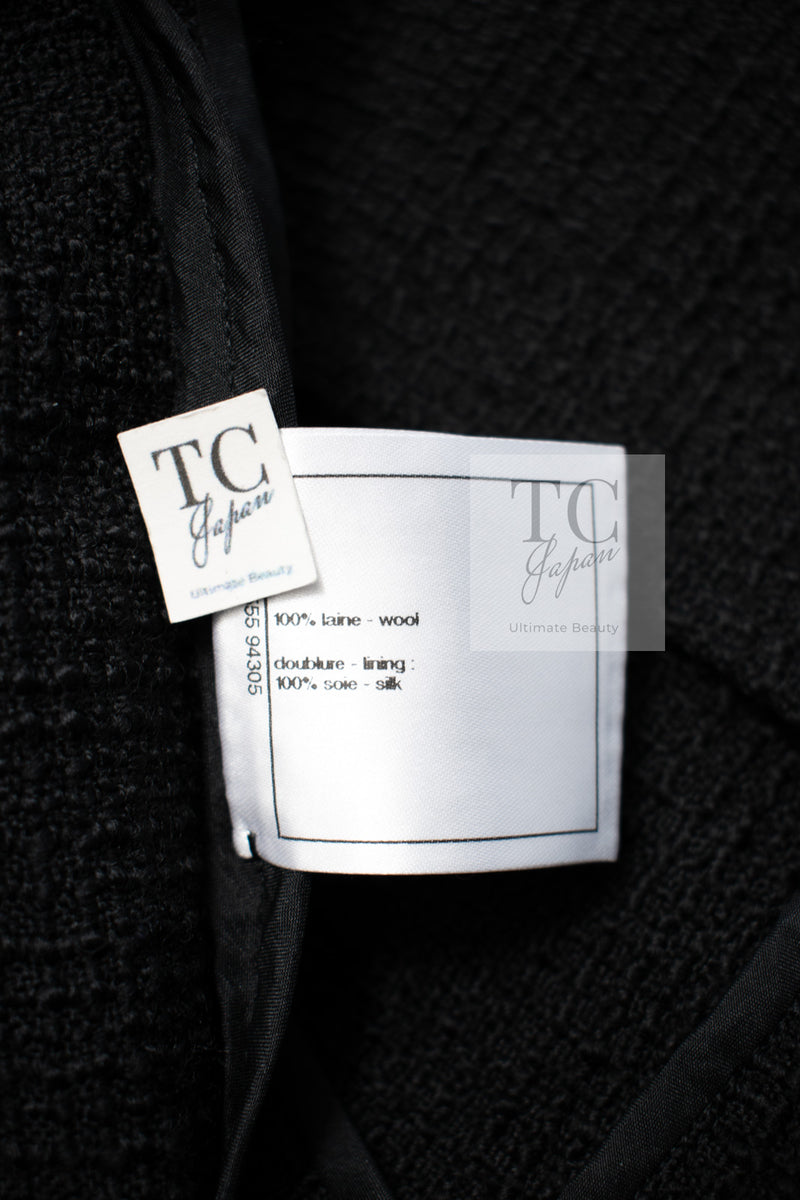 TC
Japan
Ultimate Beauty
TC
Japan
Ultimate Beauty
55 94305
100% laine - wool
doublure - lining :
100% soie - silk